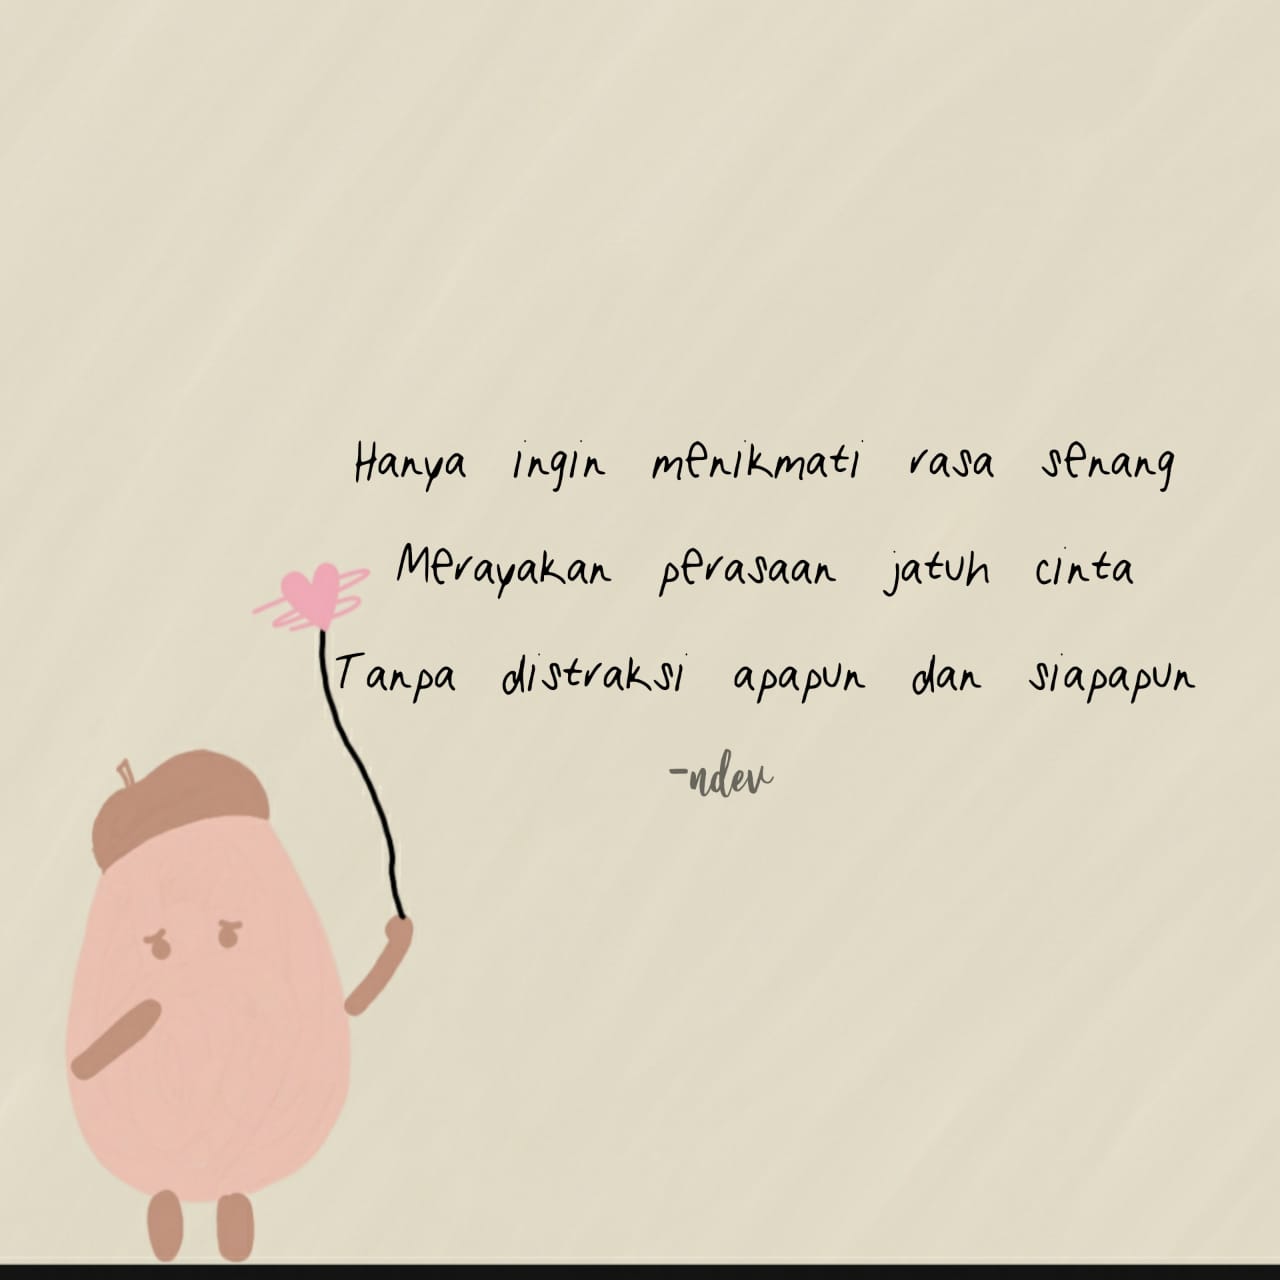 Hanya ingin menikmati rasa senang
Merayakan perasaan jatuh cinta
Tanpa distraksi apapun dan siapapun
-ndev